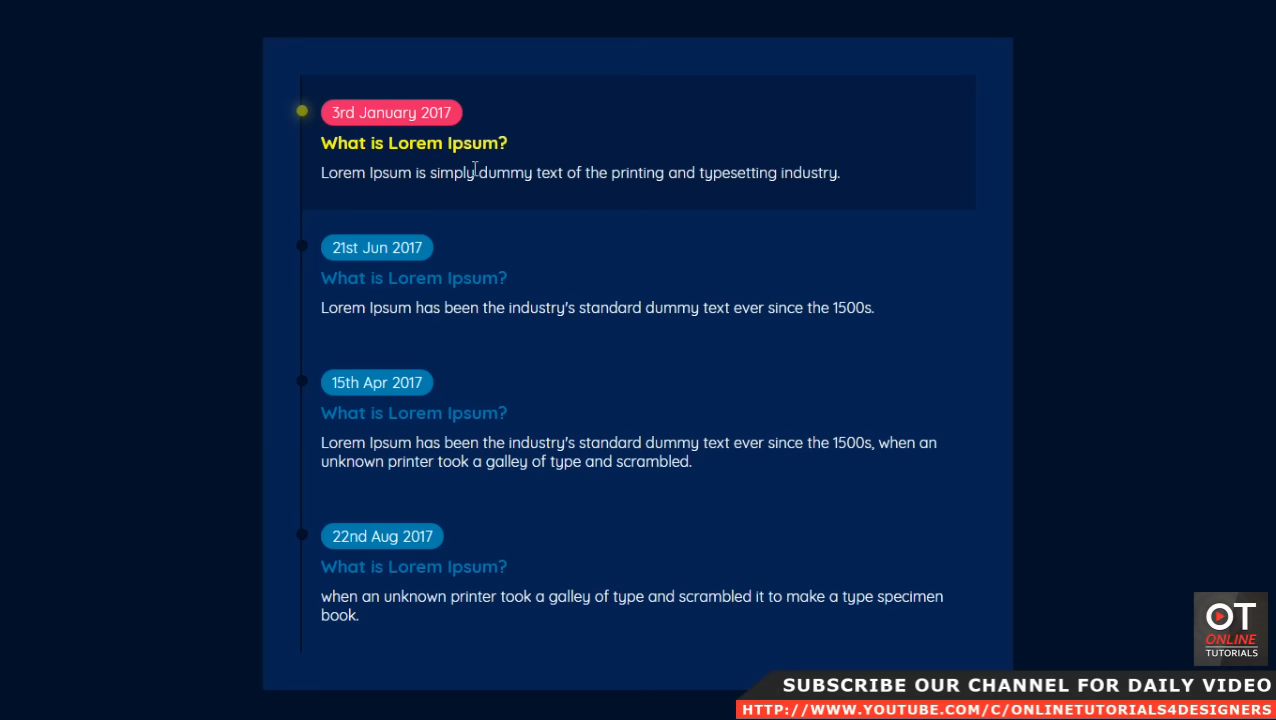 3rd January 2017
What is Lorem Ipsum?
Lorem Ipsum is simply dummy text of the printing and typesetting industry.
21st Jun 2017
What is Lorem Ipsum?
Lorem Ipsum has been the industry's standard dummy text ever since the 1500s.
15th Apr 2017
What is Lorem Ipsum?
Lorem Ipsum has been the industry's standard dummy text ever since the 1500s, when an
unknown printer took a galley of type and scrambled.
22nd Aug 2017
What is Lorem Ipsum?
when an unknown printer took a galley of type and scrambled it to make a type specimen
book.
OT
ONLINE
TUTORIALS
SUBSCRIBE OUR CHANNEL FOR DAILY VIDEO
HTTP://WWW.YOUTUBE.COM/C/ONLINETUTORIALS4DESIGNERS